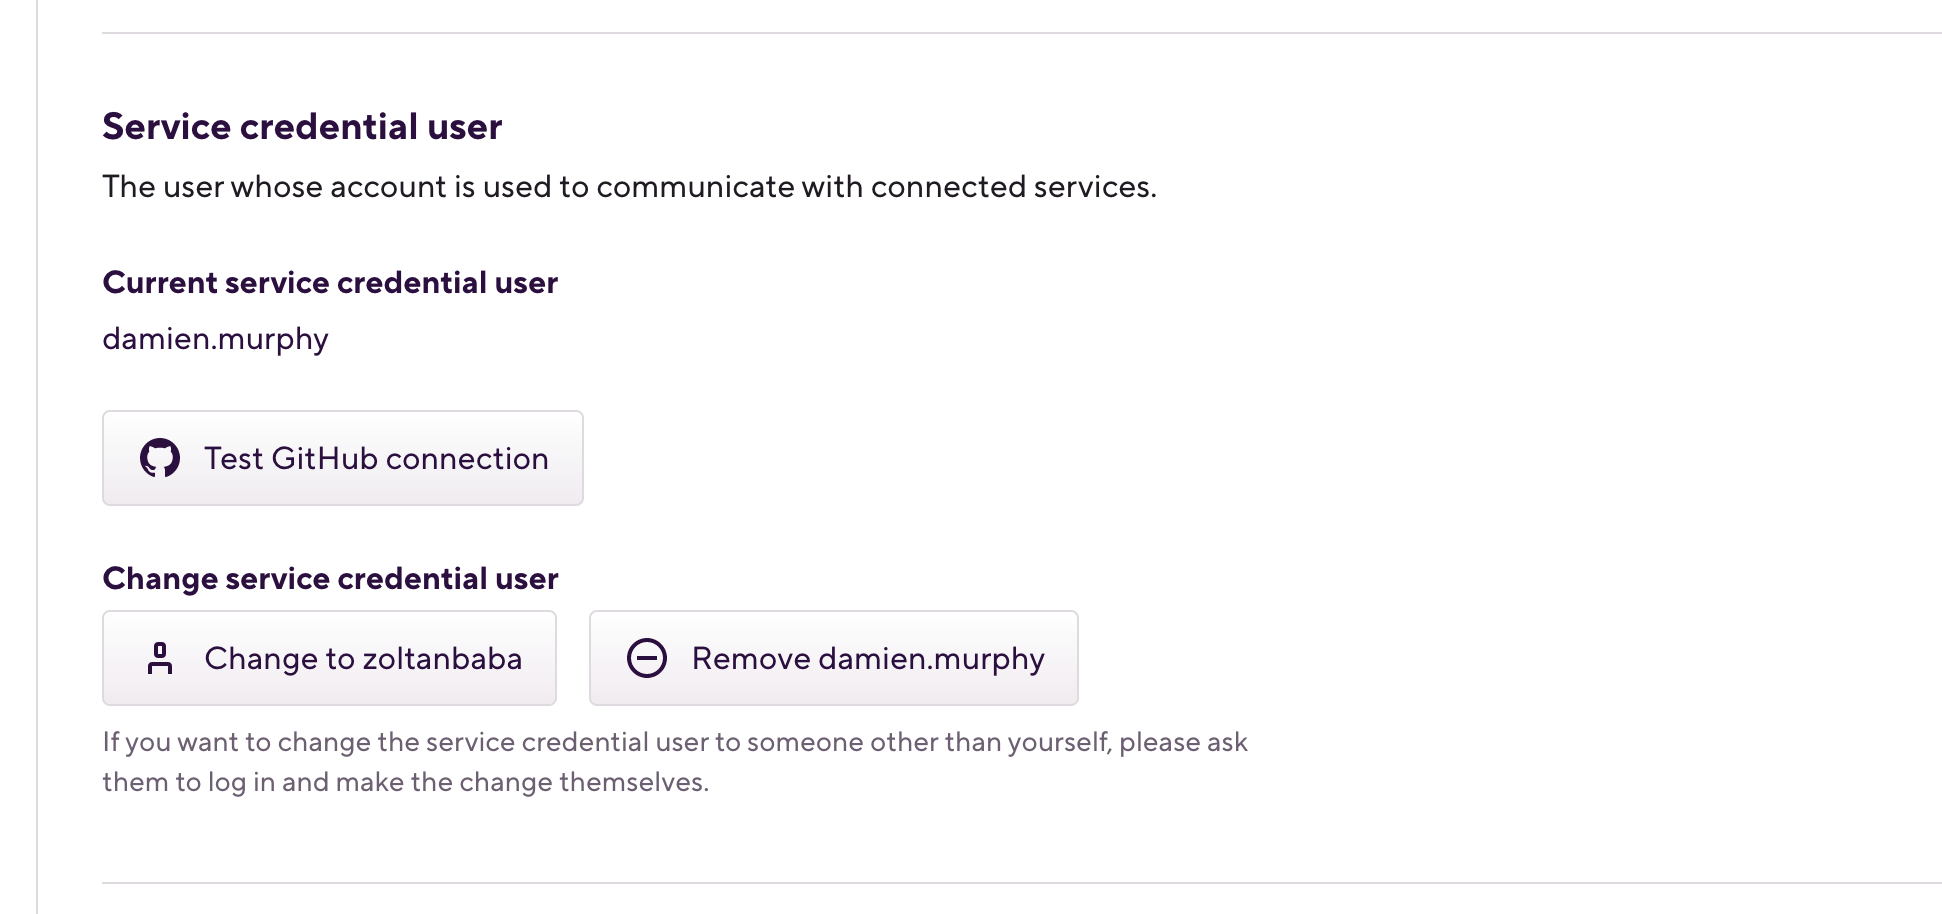 Service credential user
The user whose account is used to communicate with connected services.
Current service credential user
damien.murphy
Test GitHub connection
Change service credential user
Change to zoltanbaba
Remove damien.murphy
If you want to change the service credential user to someone other than yourself, please ask
them to log in and make the change themselves.